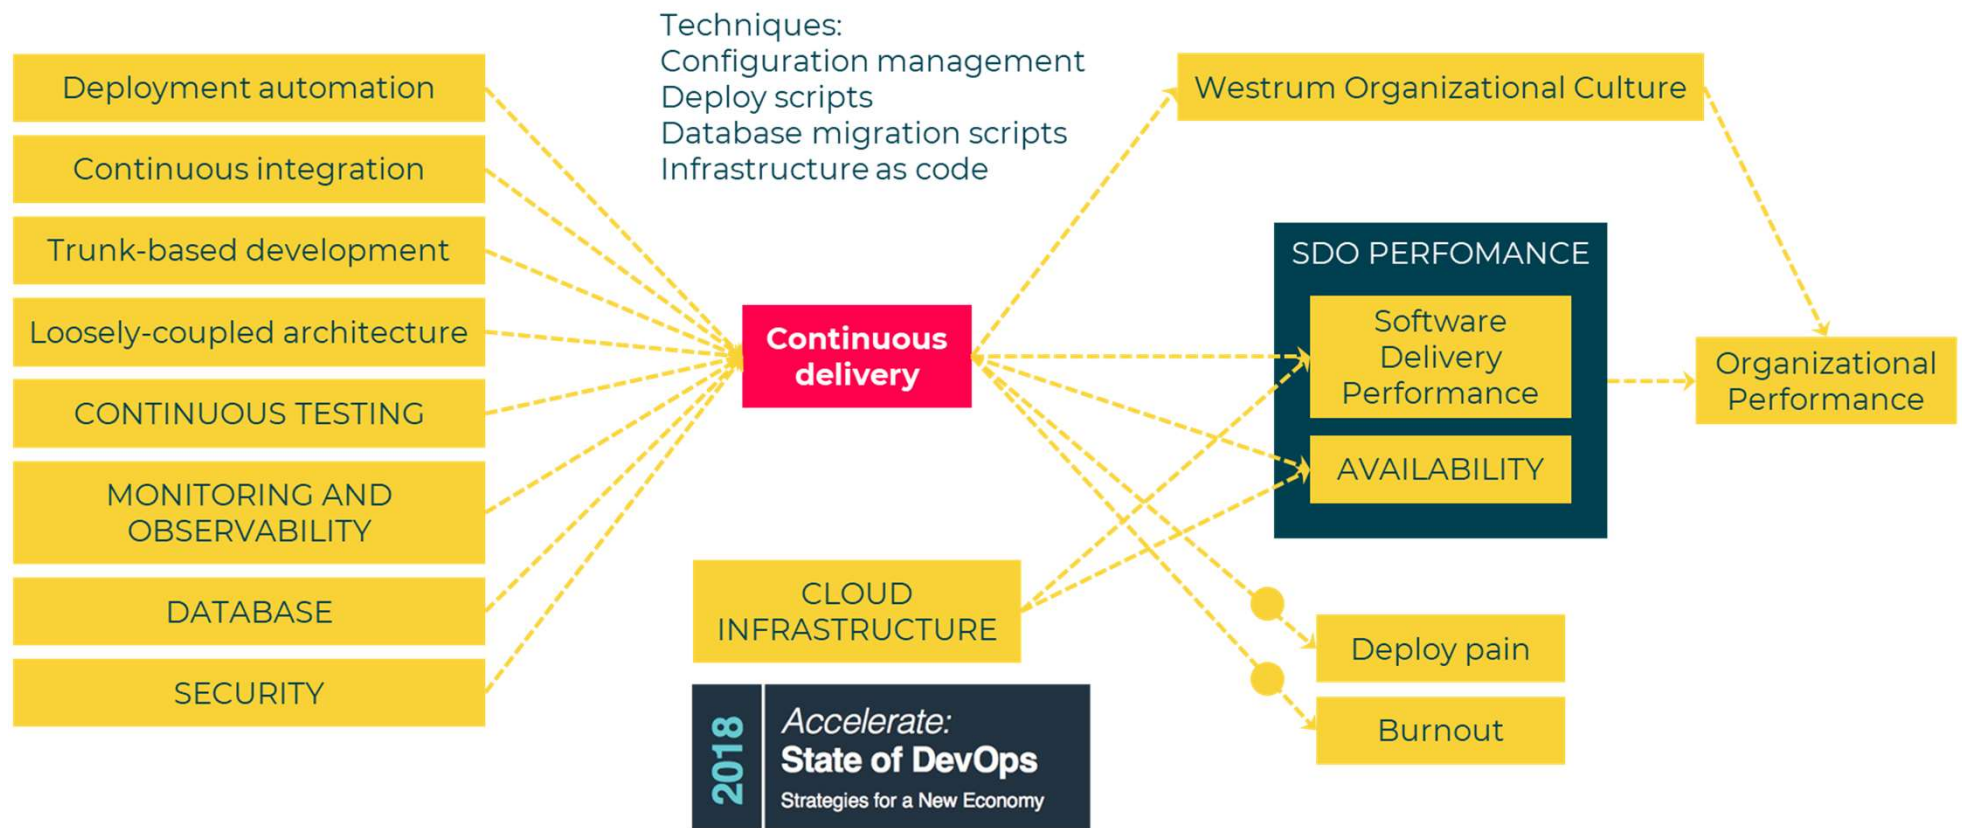 Techniques:
Configuration management
Deploy scripts
Database migration scripts
Infrastructure as code
Deployment automation
Continuous integration
Trunk-based development
Loosely-coupled architecture
CONTINUOUS TESTING
MONITORING AND
OBSERVABILITY
DATABASE
SECURITY
Continuous
delivery
CLOUD
INFRASTRUCTURE
2018
Accelerate:
State of DevOps
Strategies for a New Economy
Westrum Organizational Culture
SDO PERFOMANCE
Software
Delivery
Performance
AVAILABILITY
Deploy pain
Burnout
Organizational
Performance